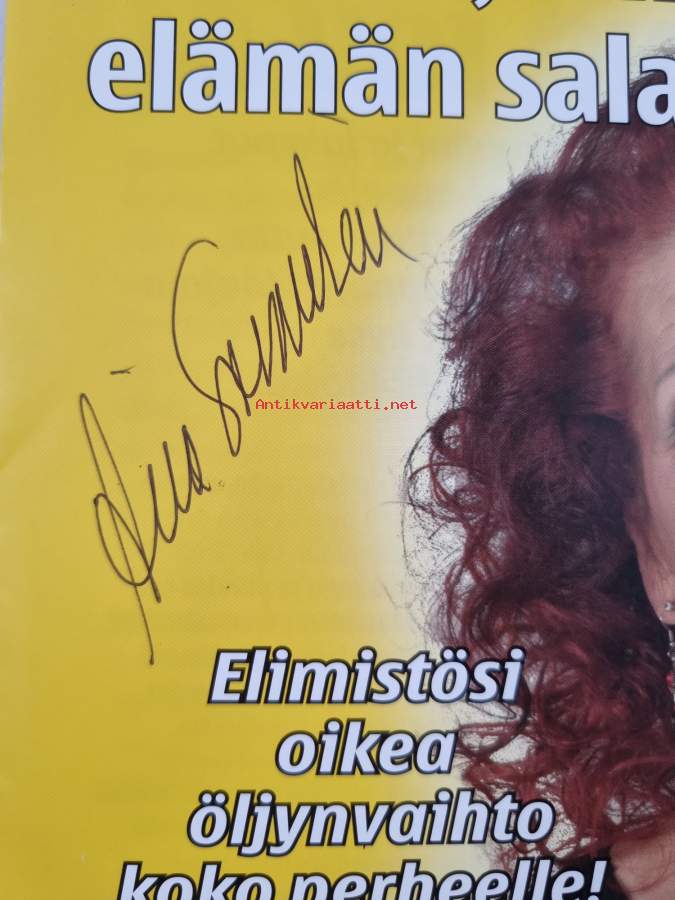 elämän sala
Antikvariaatti.net
Elimistösi
oikea
öljynvaihto
koko perheelle!